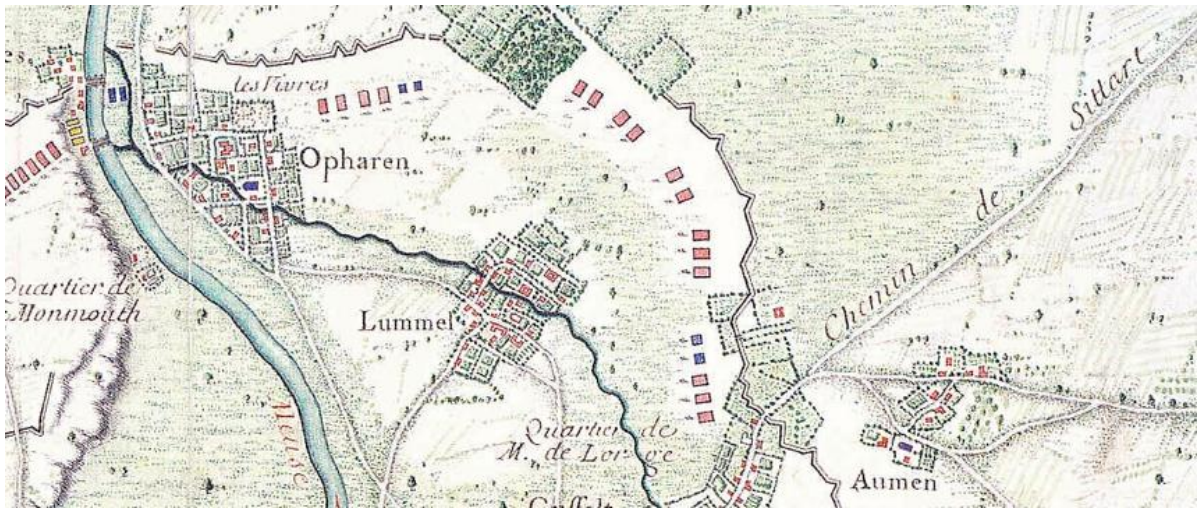 les Vivres
Opharen
Sittart
de
Chemin
Quartier de
Monmouth
Lummel
Meuse
Quartier de
M. de Lorge
Aumen